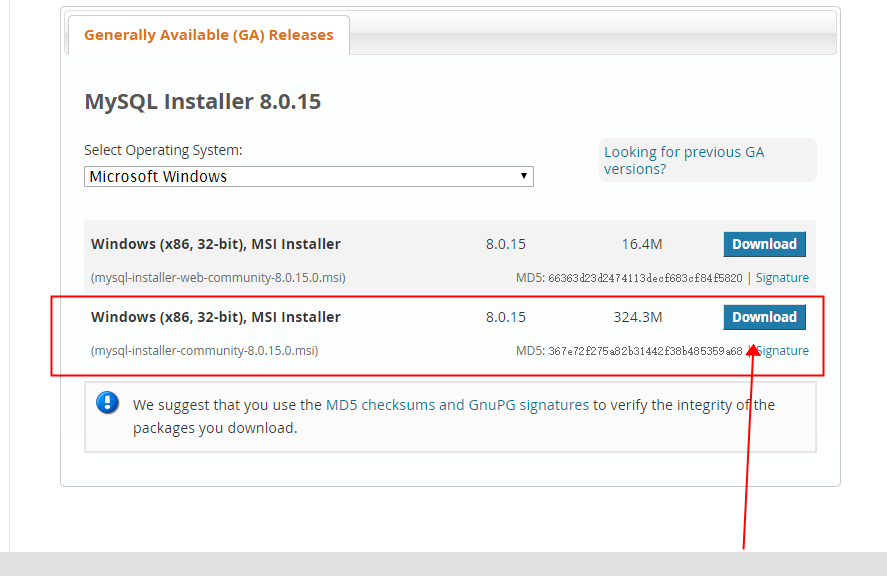 Generally Available (GA) Releases
MySQL Installer 8.0.15
Select Operating System:
Looking for previous GA
versions?
Microsoft Windows
Windows (x86, 32-bit), MSI Installer 8.0.15 16.4M Download
(mysql-installer-web-community-8.0.15.0.msi) MD5: 66363d23d2474113decf683cf84f5820 | Signature
Windows (x86, 32-bit), MSI Installer 8.0.15 324.3M Download
(mysql-installer-community-8.0.15.0.msi) MD5: 367e72f275a82b31442f38b485359a68 | Signature
We suggest that you use the MD5 checksums and GnuPG signatures to verify the integrity of the
packages you download.